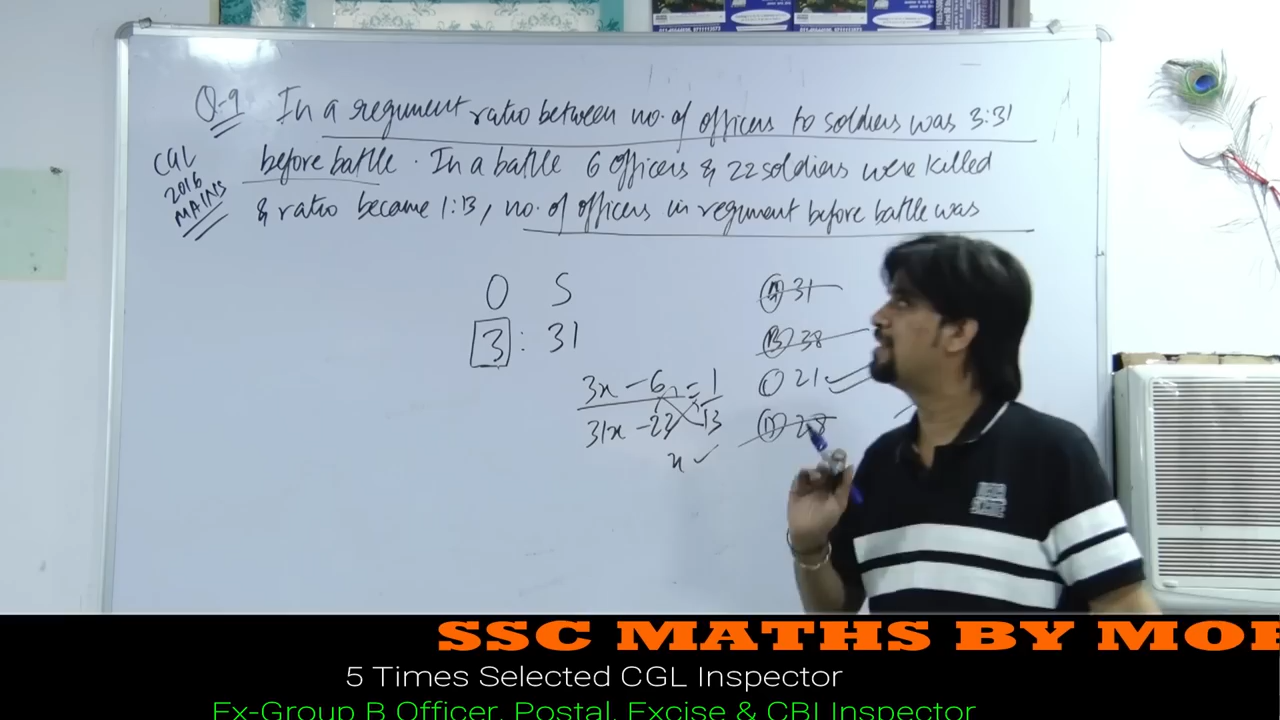 Q-9 In a regiment ratio between no. of officers to soldiers was 3:31
before battle. In a battle 6 officers & 22 soldiers were killed
& ratio became 1:13, no. of officers in regiment before battle was
CGL
2016
MAINS
O S
3 : 31
3x - 6 = 1
31x - 22 13
x ✓
(A) 31
(B) 38
() 21 ✓
(D) 28
SSC MATHS BY MO
5 Times Selected CGL Inspector
Ex-Group B Officer, Postal, Excise & CBI Inspector